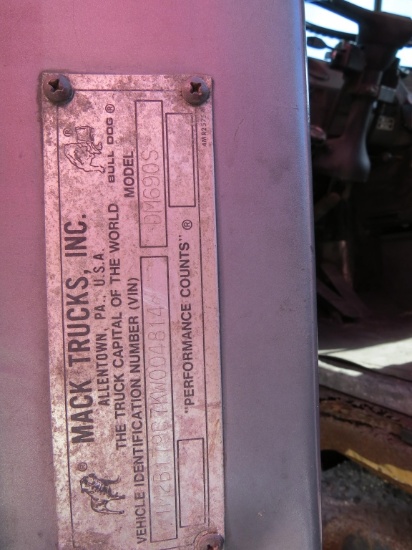 MACK TRUCKS, INC.
®
BULL DOG ®
ALLENTOWN, PA., U.S.A.
THE TRUCK CAPITAL OF THE WORLD
VEHICLE IDENTIFICATION NUMBER (VIN)
MODEL
DM690S
"PERFORMANCE COUNTS" ®